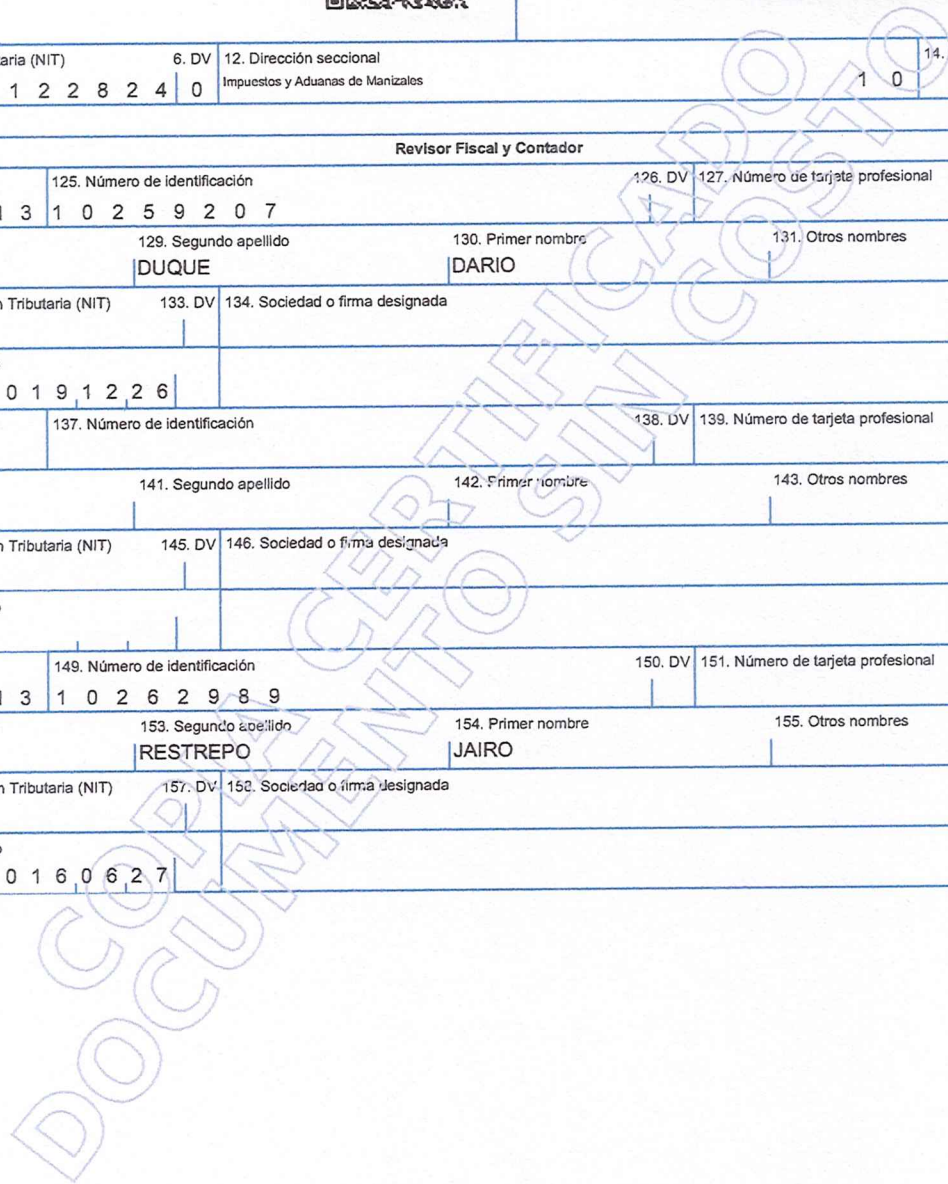 aria (NIT) 6. DV 12. Dirección seccional 14.
1 2 2 8 2 4 0 Impuestos y Aduanas de Manizales 1 0
Revisor Fiscal y Contador
125. Número de identificación 126. DV 127. Número de tarjeta profesional
1 3 1 0 2 5 9 2 0 7
129. Segundo apellido 130. Primer nombre 131. Otros nombres
DUQUE DARIO
n Tributaria (NIT) 133. DV 134. Sociedad o firma designada
0 1 9 1 2 2 6
137. Número de identificación 138. DV 139. Número de tarjeta profesional
141. Segundo apellido 142. Primer nombre 143. Otros nombres
n Tributaria (NIT) 145. DV 146. Sociedad o firma designada
149. Número de identificación 150. DV 151. Número de tarjeta profesional
1 3 1 0 2 6 2 9 8 9
153. Segundo apellido 154. Primer nombre 155. Otros nombres
RESTREPO JAIRO
n Tributaria (NIT) 157. DV 158. Sociedad o firma designada
0 1 6 0 6 2 7
COPIA CERTIFICADO
DOCUMENTO SIN COSTO